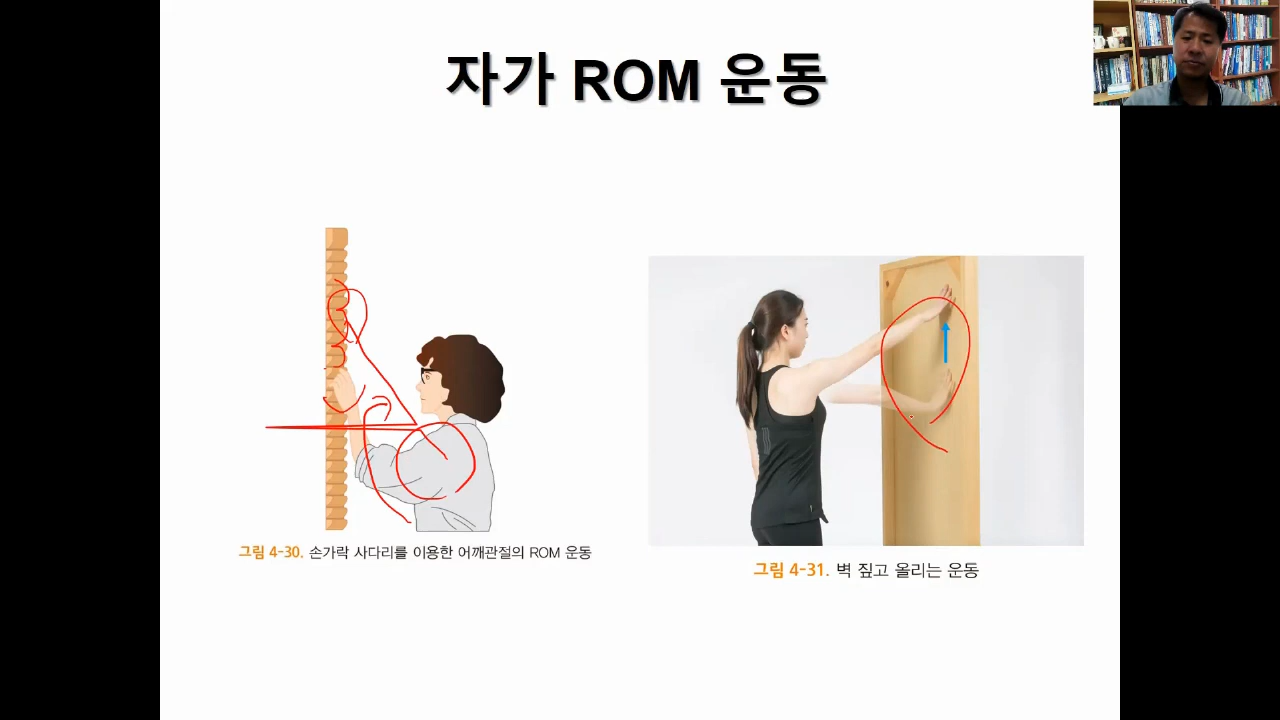 자가 ROM 운동
그림 4-30. 손가락 사다리를 이용한 어깨관절의 ROM 운동
그림 4-31. 벽 짚고 올리는 운동